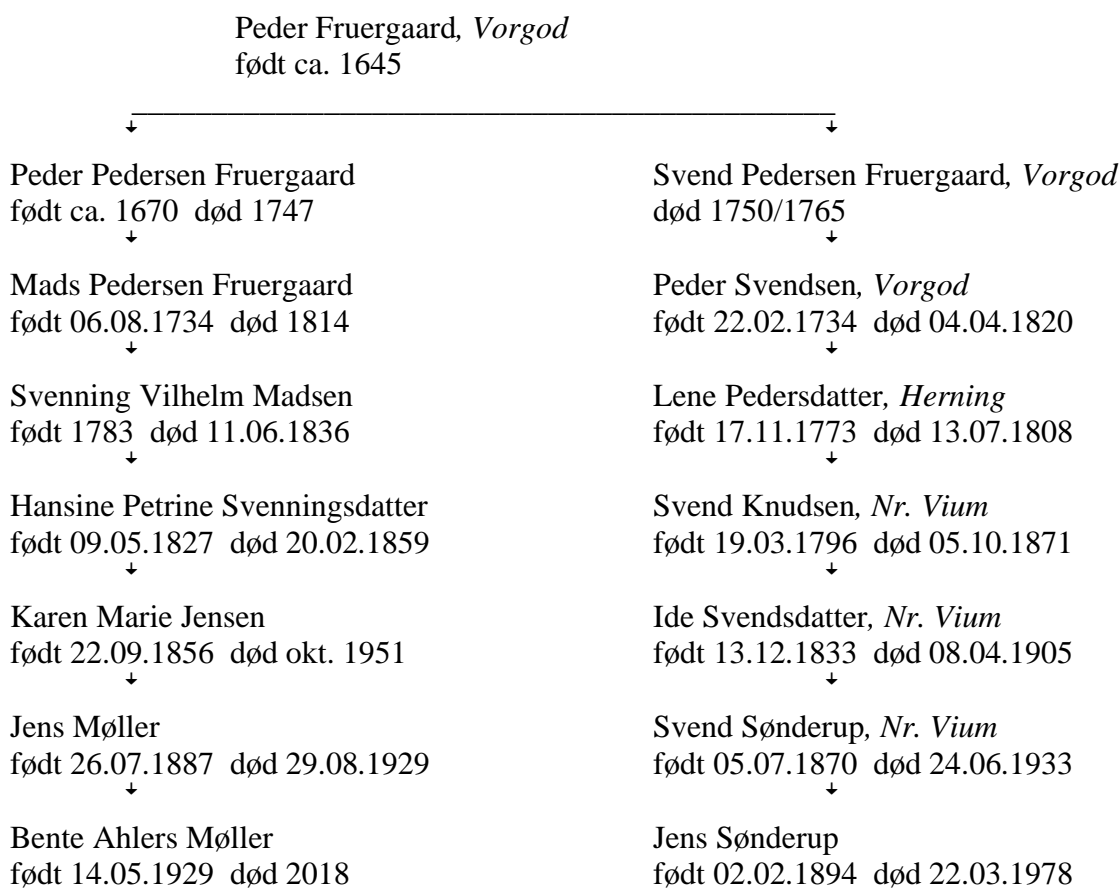 Peder Fruergaard, Vorgod
født ca. 1645
Peder Pedersen Fruergaard
født ca. 1670 død 1747
Mads Pedersen Fruergaard
født 06.08.1734 død 1814
Svenning Vilhelm Madsen
født 1783 død 11.06.1836
Hansine Petrine Svenningsdatter
født 09.05.1827 død 20.02.1859
Karen Marie Jensen
født 22.09.1856 død okt. 1951
Jens Møller
født 26.07.1887 død 29.08.1929
Bente Ahlers Møller
født 14.05.1929 død 2018
Svend Pedersen Fruergaard, Vorgod
død 1750/1765
Peder Svendsen, Vorgod
født 22.02.1734 død 04.04.1820
Lene Pedersdatter, Herning
født 17.11.1773 død 13.07.1808
Svend Knudsen, Nr. Vium
født 19.03.1796 død 05.10.1871
Ide Svendsdatter, Nr. Vium
født 13.12.1833 død 08.04.1905
Svend Sønderup, Nr. Vium
født 05.07.1870 død 24.06.1933
Jens Sønderup
født 02.02.1894 død 22.03.1978